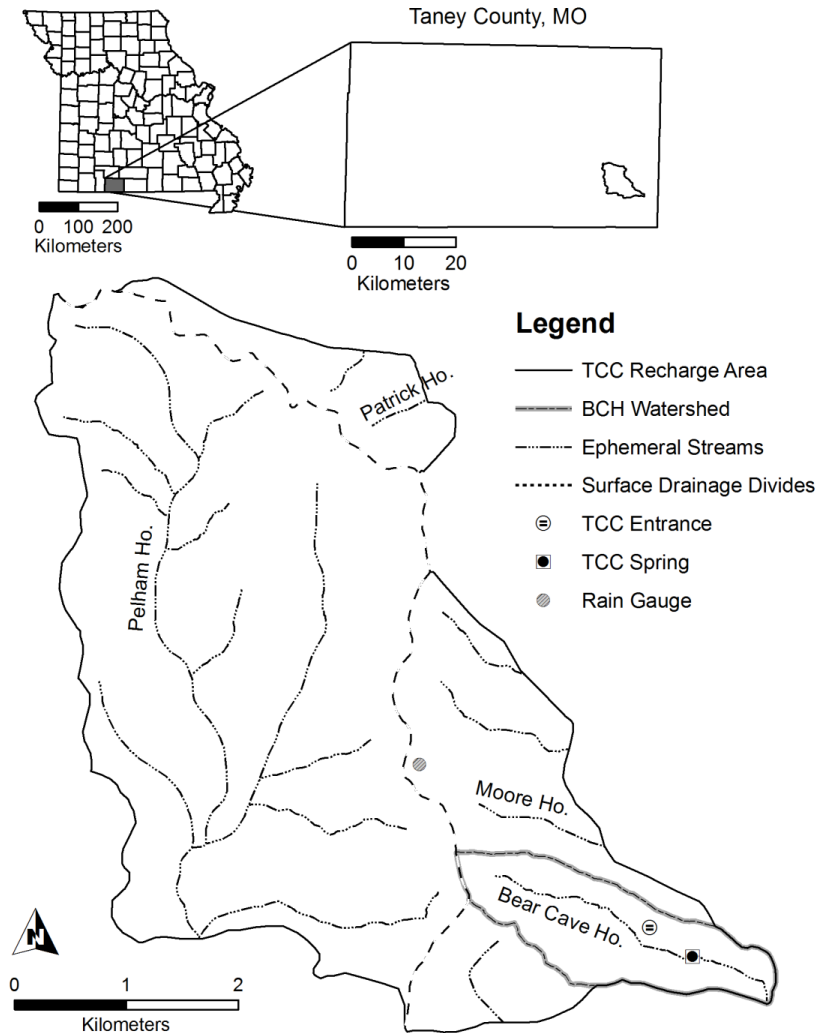 Taney County, MO
0 100 200
Kilometers
0 10 20
Kilometers
Legend
TCC Recharge Area
BCH Watershed
Ephemeral Streams
Surface Drainage Divides
TCC Entrance
TCC Spring
Rain Gauge
Patrick Ho.
Pelham Ho.
Moore Ho.
Bear Cave Ho.
N
0 1 2
Kilometers